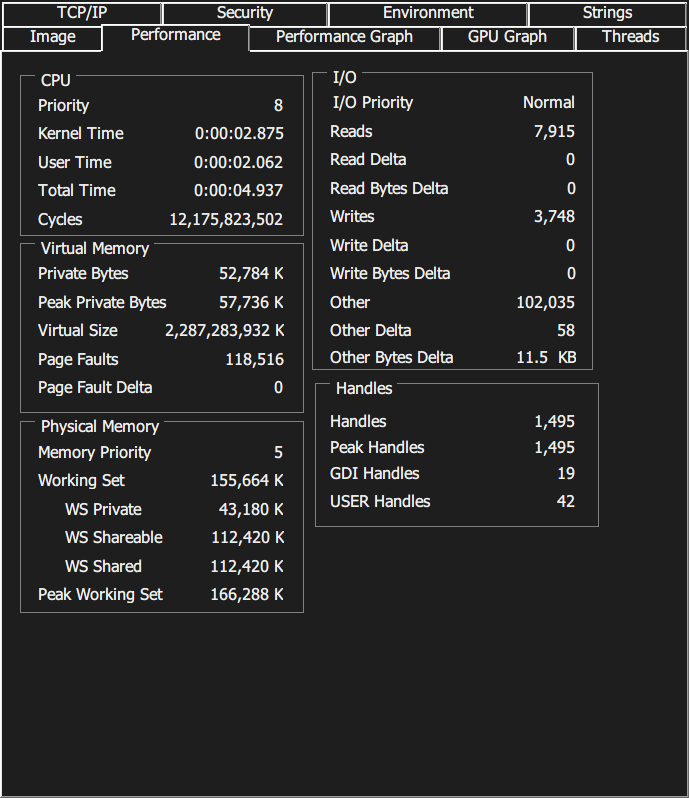 TCP/IP Security Environment Strings
Image Performance Performance Graph GPU Graph Threads
CPU
Priority 8
Kernel Time 0:00:02.875
User Time 0:00:02.062
Total Time 0:00:04.937
Cycles 12,175,823,502
Virtual Memory
Private Bytes 52,784 K
Peak Private Bytes 57,736 K
Virtual Size 2,287,283,932 K
Page Faults 118,516
Page Fault Delta 0
Physical Memory
Memory Priority 5
Working Set 155,664 K
WS Private 43,180 K
WS Shareable 112,420 K
WS Shared 112,420 K
Peak Working Set 166,288 K
I/O
I/O Priority Normal
Reads 7,915
Read Delta 0
Read Bytes Delta 0
Writes 3,748
Write Delta 0
Write Bytes Delta 0
Other 102,035
Other Delta 58
Other Bytes Delta 11.5 KB
Handles
Handles 1,495
Peak Handles 1,495
GDI Handles 19
USER Handles 42